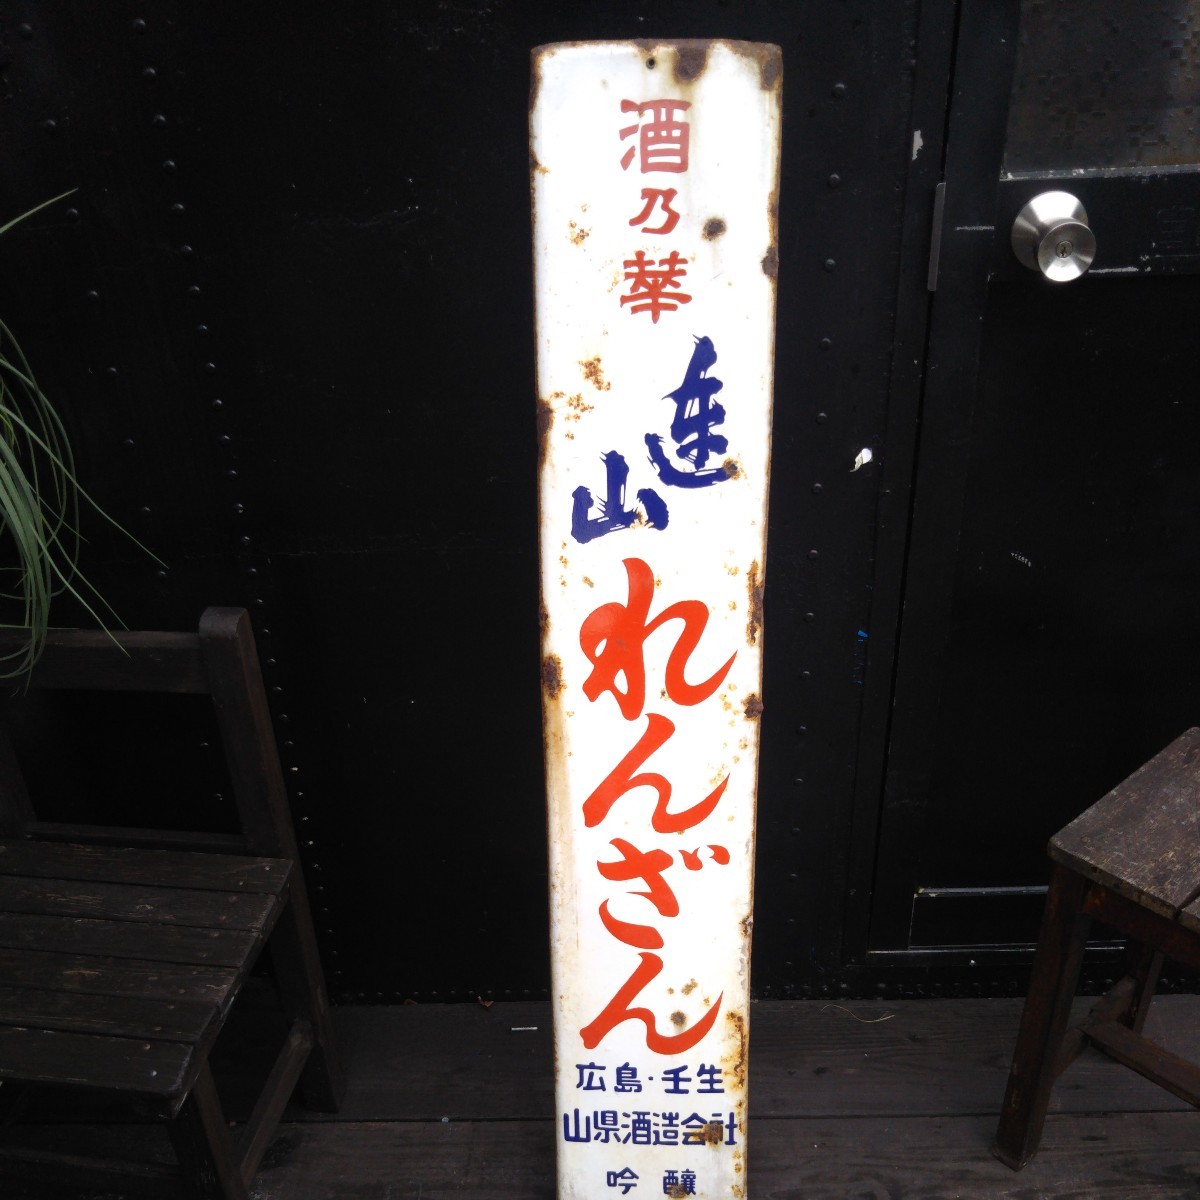 酒乃華
連山
れんざん
広島・壬生
山県酒造会社
吟醸